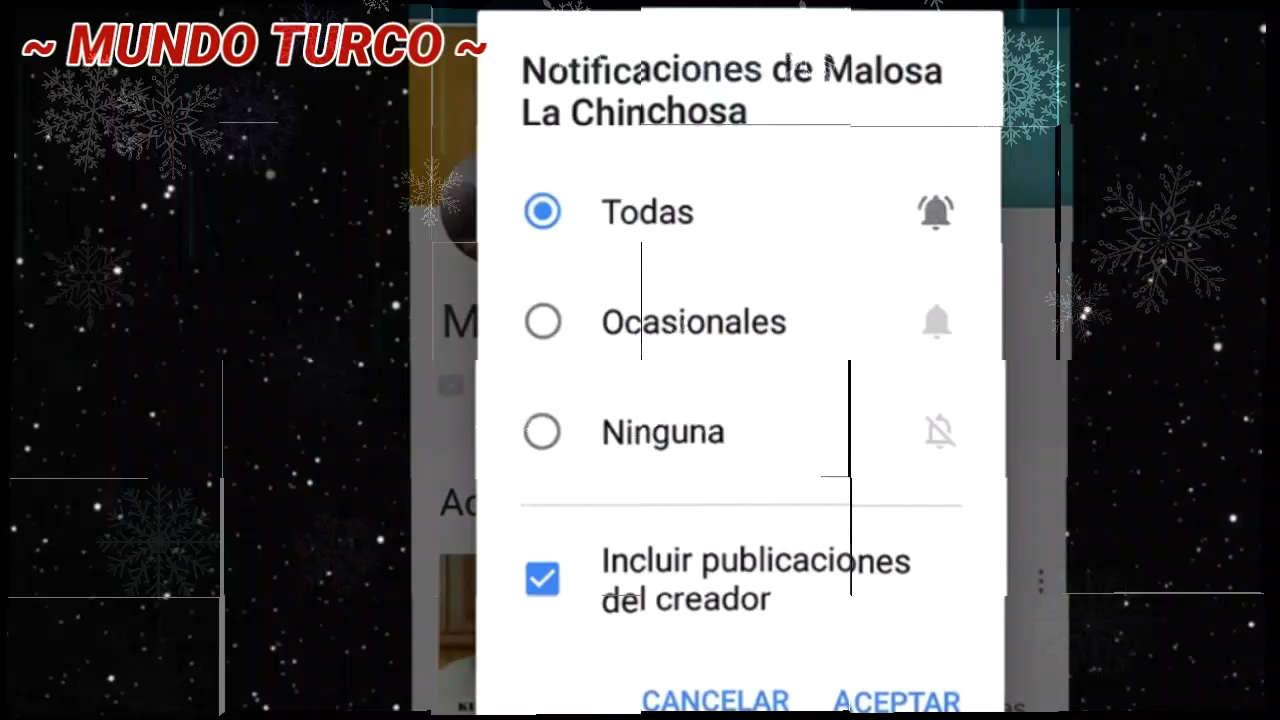 ~ MUNDO TURCO ~
Notificaciones de Malosa
La Chinchosa
Todas
Ocasionales
Ninguna
Incluir publicaciones
del creador
CANCELAR ACEPTAR